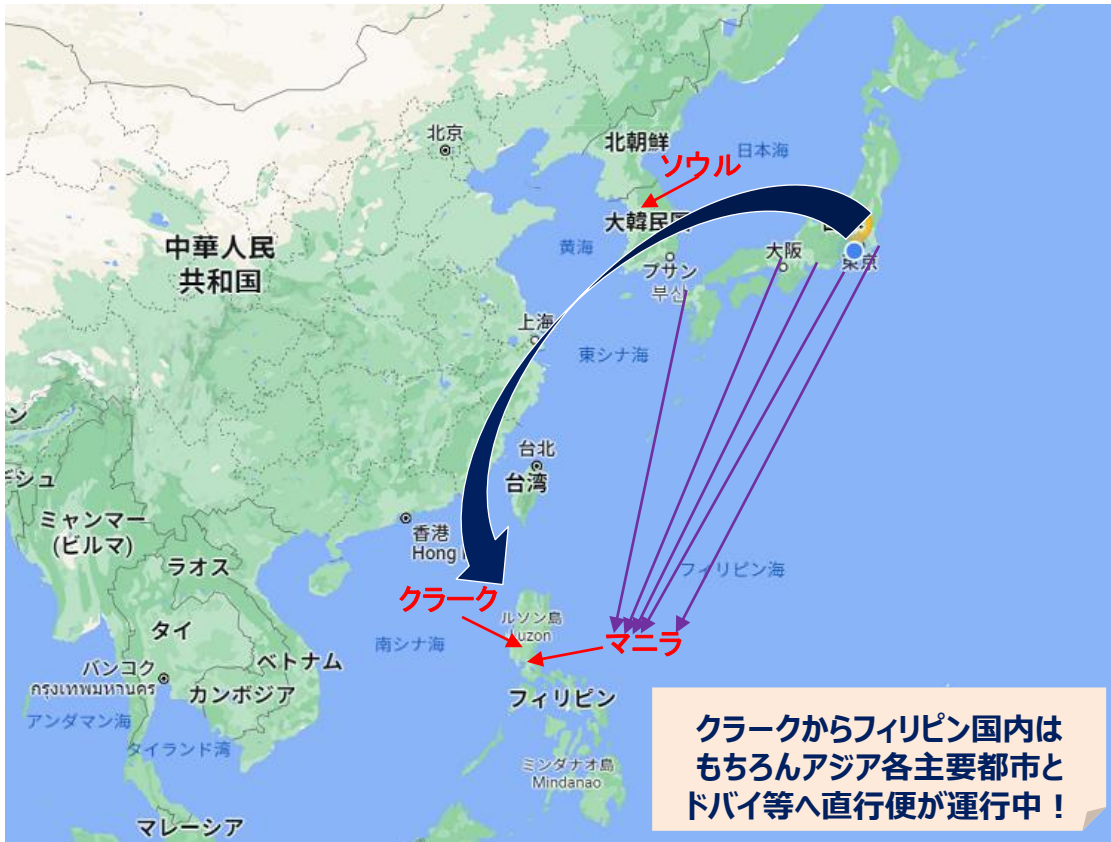 北京
北朝鮮
日本海
ソウル
大韓民国
中華人民
共和国
黄海
大阪
東京
プサン
부산
上海
東シナ海
ン
デシュ
台北
台湾
ミャンマー
(ビルマ)
香港
Hong
ラオス
フィリピン海
クラーク
ルソン島
Luzon
タイ
南シナ海
マニラ
ベトナム
バンコク
กรุงเทพมหานคร
カンボジア
フィリピン
アンダマン海
タイランド湾
ミンダナオ島
Mindanao
マレーシア
クラークからフィリピン国内は
もちろんアジア各主要都市と
ドバイ等へ直行便が運行中！